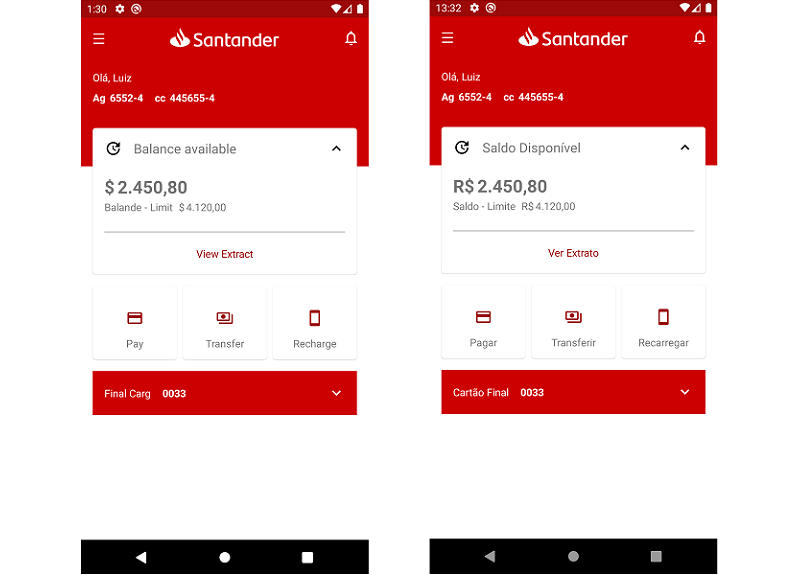 1:30
Santander
Olá, Luiz
Ag 6552-4 cc 445655-4
Balance available
$ 2.450,80
Balande - Limit $ 4.120,00
View Extract
Pay Transfer Recharge
Final Carg 0033
13:32
Santander
Olá, Luiz
Ag 6552-4 cc 445655-4
Saldo Disponível
R$ 2.450,80
Saldo - Limite R$ 4.120,00
Ver Extrato
Pagar Transferir Recarregar
Cartão Final 0033